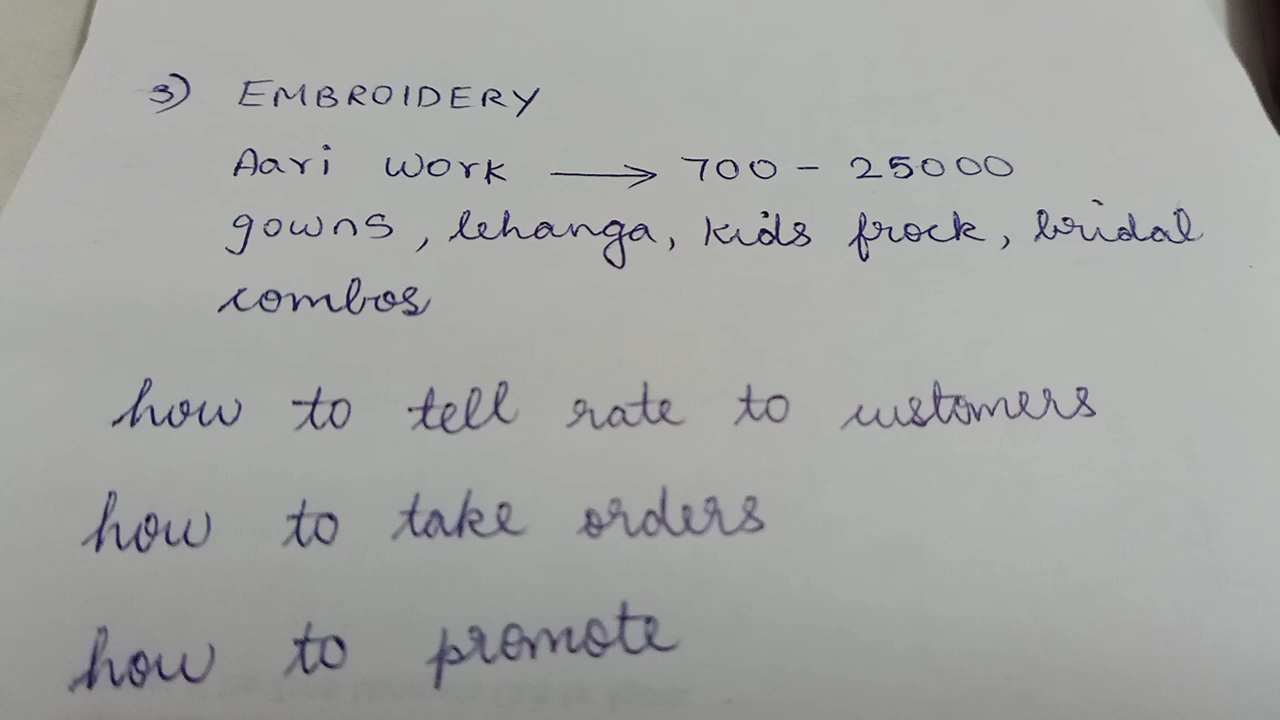 3) EMBROIDERY
Aari work → 700 - 25000
gowns, lehanga, kids frock, bridal
combos
how to tell rate to customers
how to take orders
how to promote